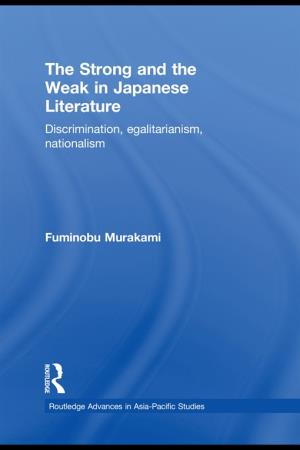 The Strong and the
Weak in Japanese
Literature
Discrimination, egalitarianism,
nationalism
Fuminobu Murakami
ROUTLEDGE
Routledge Advances in Asia-Pacific Studies